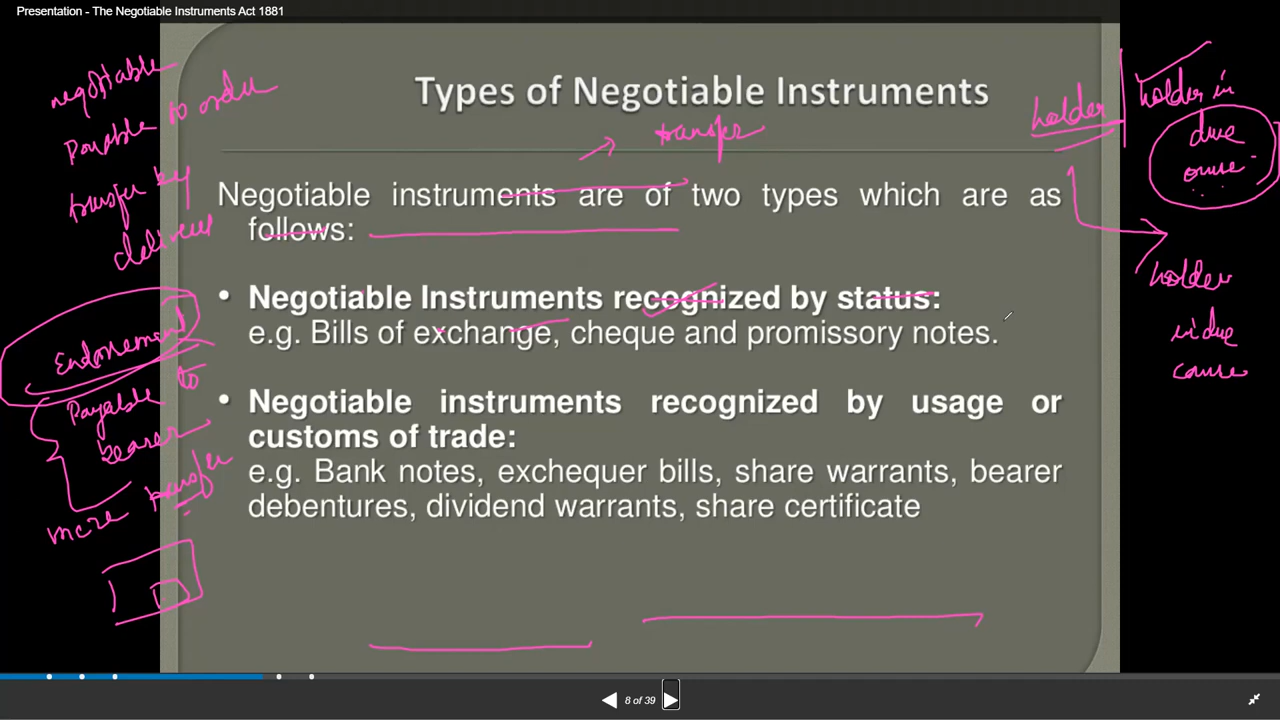 Presentation - The Negotiable Instruments Act 1881
Types of Negotiable Instruments
Negotiable instruments are of two types which are as
follows:
• Negotiable Instruments recognized by status:
e.g. Bills of exchange, cheque and promissory notes.
• Negotiable instruments recognized by usage or
customs of trade:
e.g. Bank notes, exchequer bills, share warrants, bearer
debentures, dividend warrants, share certificate
negotiable
Payable to order
transfer by
Endorsement
Payable to
bearer
more transfer
transfer
holder
holder in
due
course
holder
in due
course
8 of 39